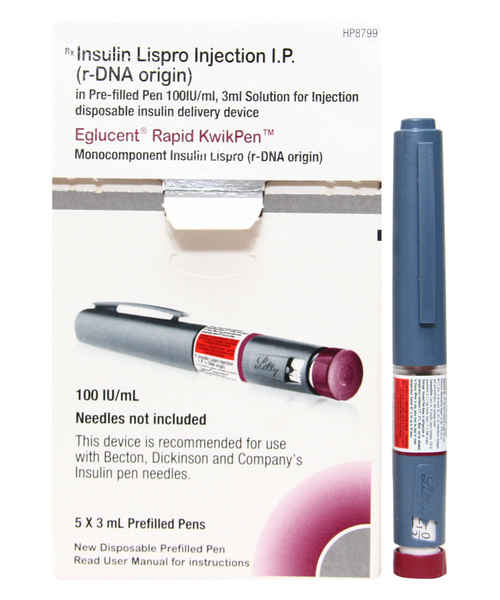 HP8799
Rx Insulin Lispro Injection I.P.
(r-DNA origin)
in Pre-filled Pen 100IU/ml, 3ml Solution for Injection
disposable insulin delivery device
Eglucent® Rapid KwikPen™
Monocomponent Insulin Lispro (r-DNA origin)
Lilly
100 IU/mL
Needles not included
This device is recommended for use
with Becton, Dickinson and Company's
Insulin pen needles.
5 X 3 mL Prefilled Pens
New Disposable Prefilled Pen
Read User Manual for instructions
Lilly
0